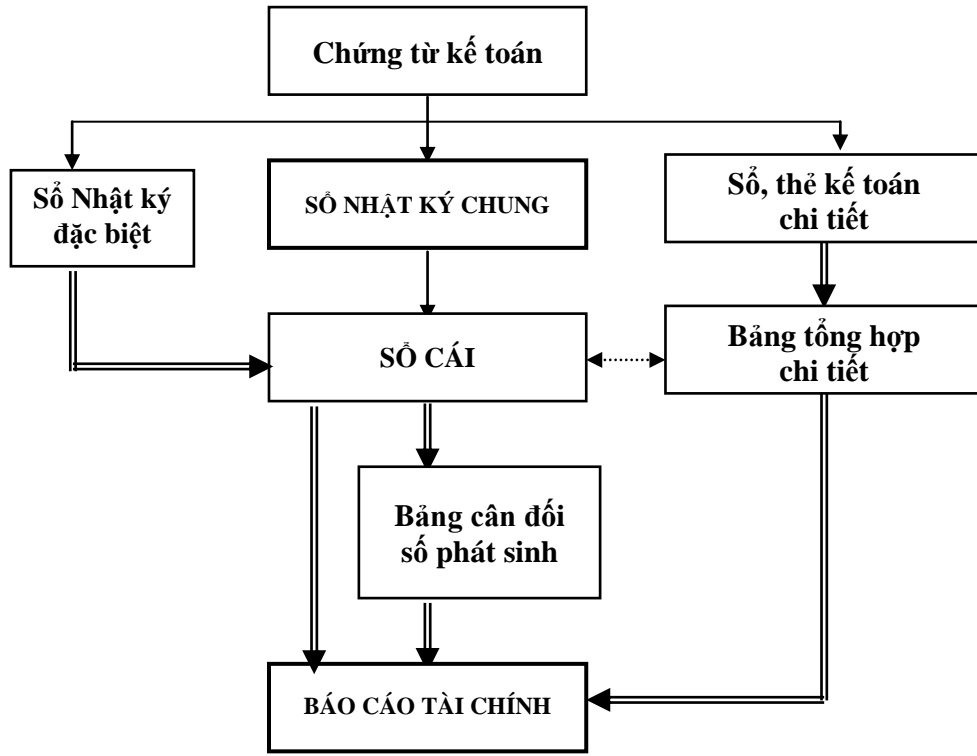 Chứng từ kế toán
Sổ Nhật ký
đặc biệt
SỔ NHẬT KÝ CHUNG
Sổ, thẻ kế toán
chi tiết
SỔ CÁI
Bảng tổng hợp
chi tiết
Bảng cân đối
số phát sinh
BÁO CÁO TÀI CHÍNH